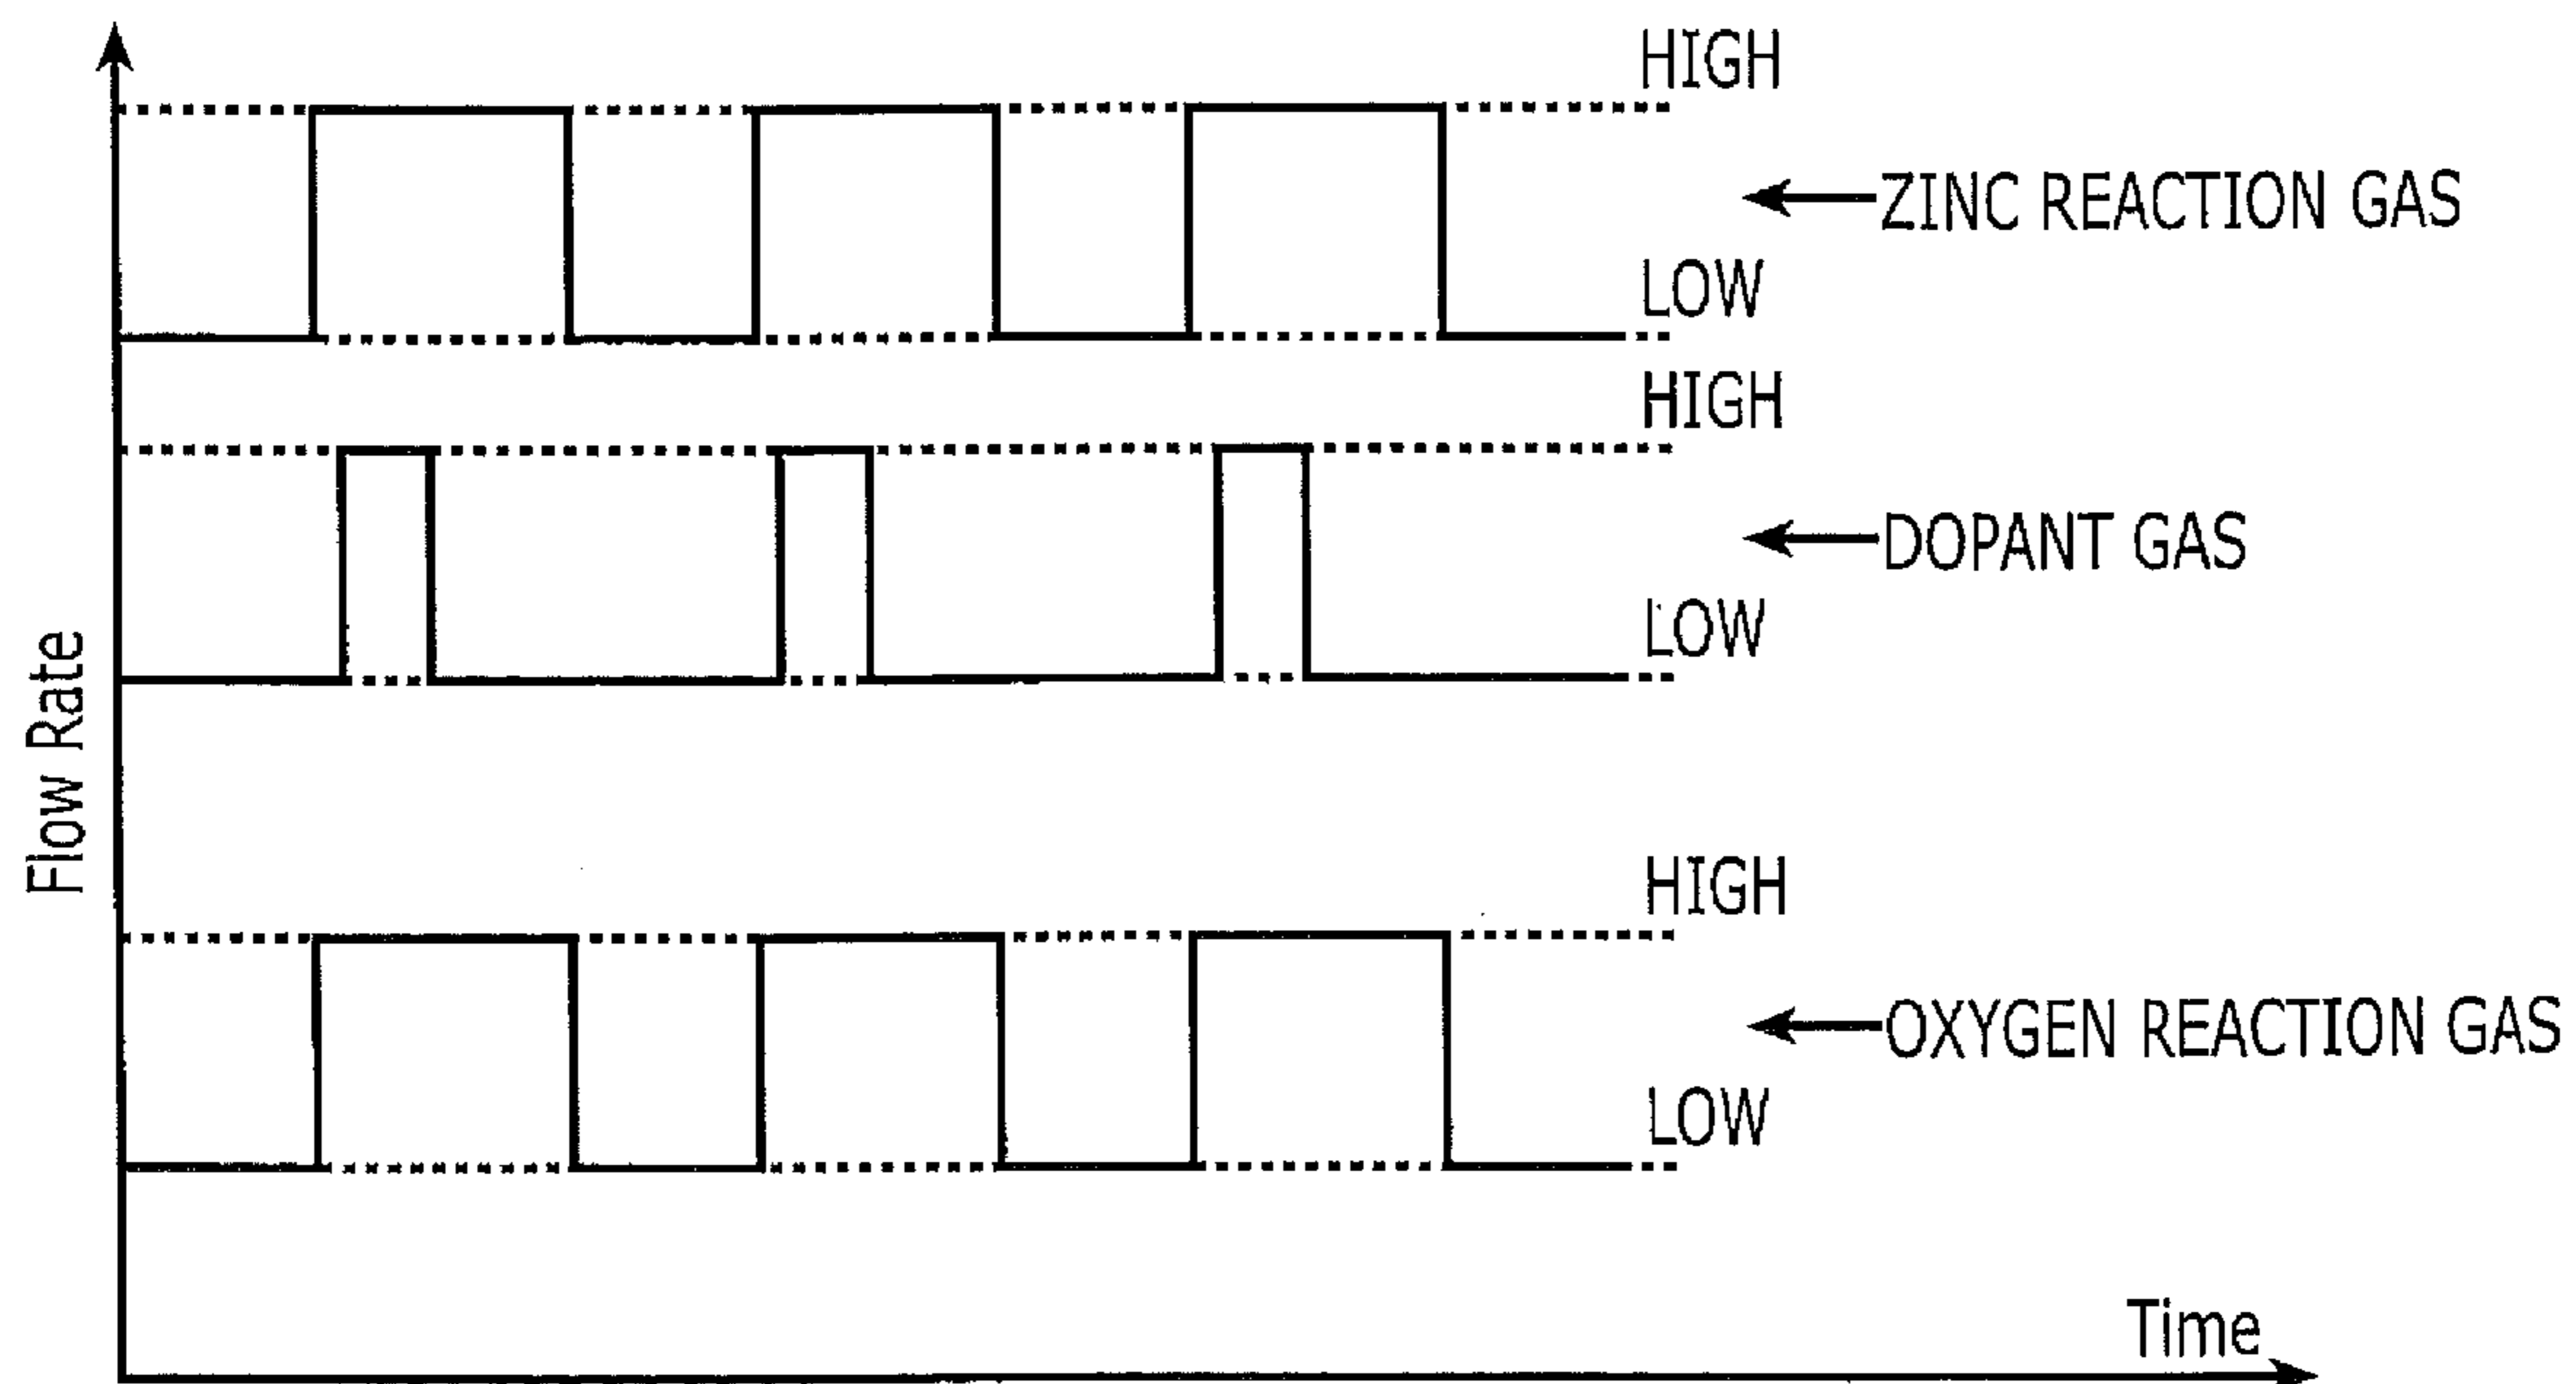 HIGH
ZINC REACTION GAS
LOW
HIGH
DOPANT GAS
LOW
Flow Rate
HIGH
OXYGEN REACTION GAS
LOW
Time